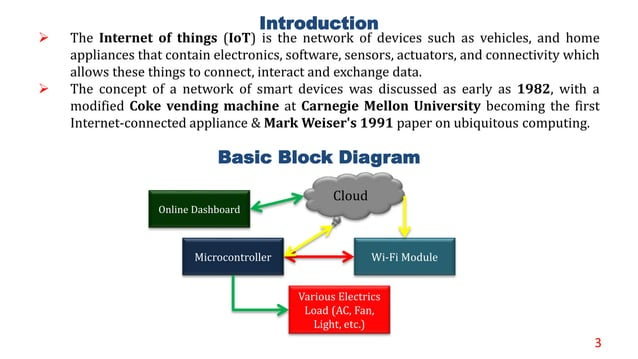 Introduction
➢ The Internet of things (IoT) is the network of devices such as vehicles, and home
appliances that contain electronics, software, sensors, actuators, and connectivity which
allows these things to connect, interact and exchange data.
➢ The concept of a network of smart devices was discussed as early as 1982, with a
modified Coke vending machine at Carnegie Mellon University becoming the first
Internet-connected appliance & Mark Weiser's 1991 paper on ubiquitous computing.
Basic Block Diagram
Cloud
Online Dashboard
Microcontroller
Wi-Fi Module
Various Electrics
Load (AC, Fan,
Light, etc.)
3